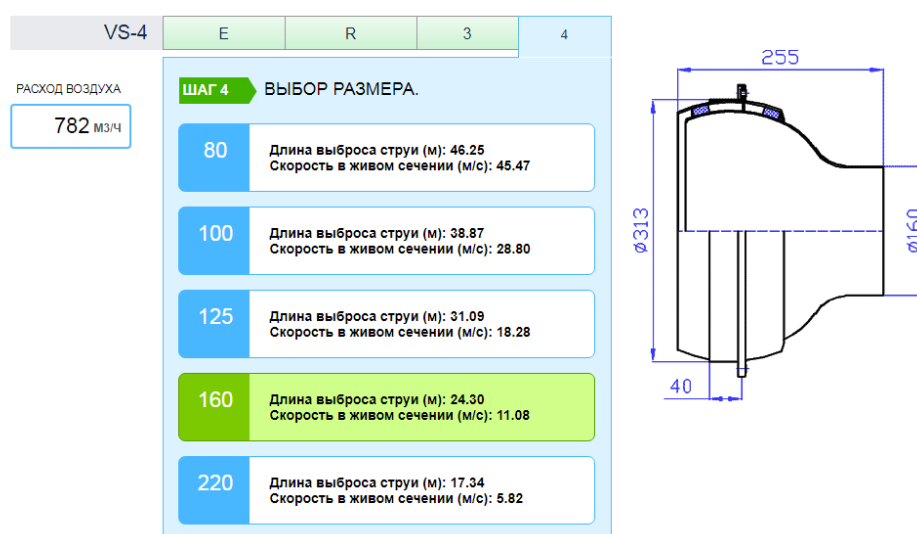 VS-4
E
R
3
4
РАСХОД ВОЗДУХА
782 М3/Ч
ШАГ 4
ВЫБОР РАЗМЕРА.
80
Длина выброса струи (м): 46.25
Скорость в живом сечении (м/с): 45.47
100
Длина выброса струи (м): 38.87
Скорость в живом сечении (м/с): 28.80
125
Длина выброса струи (м): 31.09
Скорость в живом сечении (м/с): 18.28
160
Длина выброса струи (м): 24.30
Скорость в живом сечении (м/с): 11.08
220
Длина выброса струи (м): 17.34
Скорость в живом сечении (м/с): 5.82
255
ø313
ø160
40